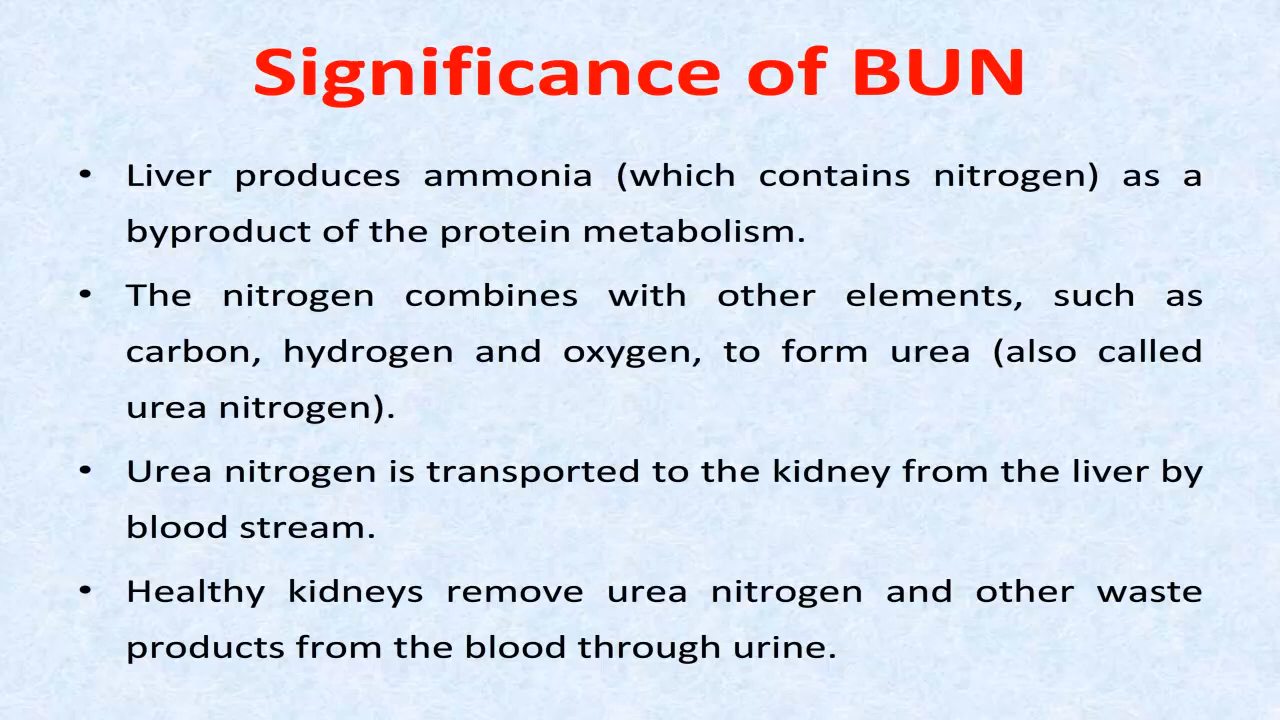 Significance of BUN
• Liver produces ammonia (which contains nitrogen) as a
byproduct of the protein metabolism.
• The nitrogen combines with other elements, such as
carbon, hydrogen and oxygen, to form urea (also called
urea nitrogen).
• Urea nitrogen is transported to the kidney from the liver by
blood stream.
• Healthy kidneys remove urea nitrogen and other waste
products from the blood through urine.